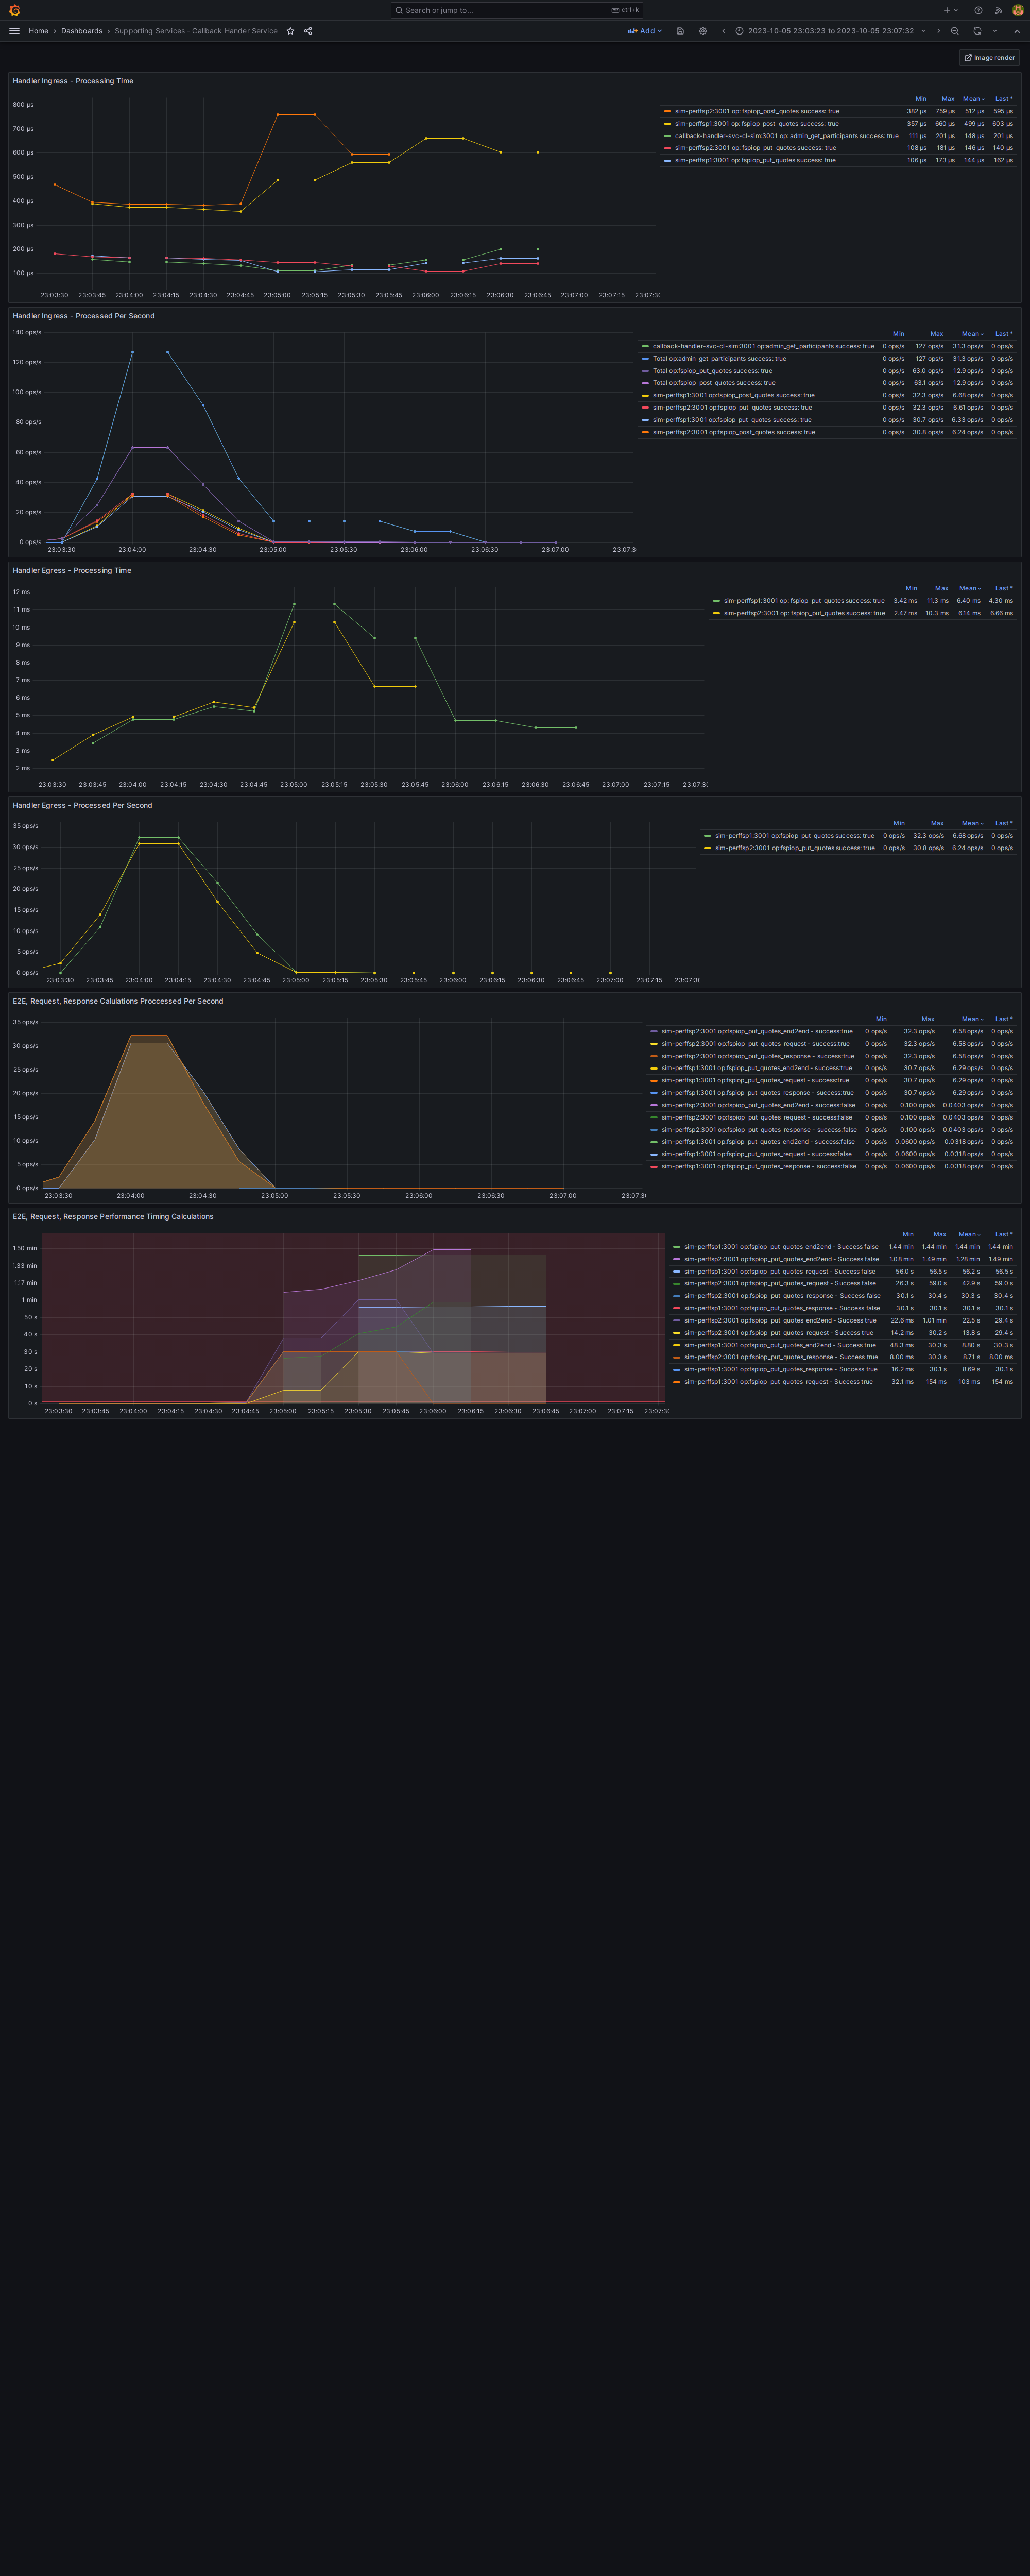 Search or jump to... ctrl+k
Home › Dashboards › Supporting Services - Callback Hander Service Add 2023-10-05 23:03:23 to 2023-10-05 23:07:32
Image render
Handler Ingress - Processing Time
Min Max Mean Last *
sim-perffsp2:3001 op: fspiop_post_quotes success: true 382 µs 759 µs 512 µs 595 µs
sim-perffsp1:3001 op: fspiop_post_quotes success: true 357 µs 660 µs 499 µs 603 µs
callback-handler-svc-cl-sim:3001 op: admin_get_participants success: true 111 µs 201 µs 148 µs 201 µs
sim-perffsp2:3001 op: fspiop_put_quotes success: true 108 µs 181 µs 146 µs 140 µs
sim-perffsp1:3001 op: fspiop_put_quotes success: true 106 µs 173 µs 144 µs 162 µs
800 µs
700 µs
600 µs
500 µs
400 µs
300 µs
200 µs
100 µs
23:03:30 23:03:45 23:04:00 23:04:15 23:04:30 23:04:45 23:05:00 23:05:15 23:05:30 23:05:45 23:06:00 23:06:15 23:06:30 23:06:45 23:07:00 23:07:15 23:07:30
Handler Ingress - Processed Per Second
Min Max Mean Last *
callback-handler-svc-cl-sim:3001 op:admin_get_participants success: true 0 ops/s 127 ops/s 31.3 ops/s 0 ops/s
Total op:admin_get_participants success: true 0 ops/s 127 ops/s 31.3 ops/s 0 ops/s
Total op:fspiop_put_quotes success: true 0 ops/s 63.0 ops/s 12.9 ops/s 0 ops/s
Total op:fspiop_post_quotes success: true 0 ops/s 63.1 ops/s 12.9 ops/s 0 ops/s
sim-perffsp1:3001 op:fspiop_post_quotes success: true 0 ops/s 32.3 ops/s 6.68 ops/s 0 ops/s
sim-perffsp2:3001 op:fspiop_put_quotes success: true 0 ops/s 32.3 ops/s 6.61 ops/s 0 ops/s
sim-perffsp1:3001 op:fspiop_put_quotes success: true 0 ops/s 30.7 ops/s 6.33 ops/s 0 ops/s
sim-perffsp2:3001 op:fspiop_post_quotes success: true 0 ops/s 30.8 ops/s 6.24 ops/s 0 ops/s
140 ops/s
120 ops/s
100 ops/s
80 ops/s
60 ops/s
40 ops/s
20 ops/s
0 ops/s
23:03:30 23:04:00 23:04:30 23:05:00 23:05:30 23:06:00 23:06:30 23:07:00 23:07:30
Handler Egress - Processing Time
Min Max Mean Last *
sim-perffsp1:3001 op: fspiop_put_quotes success: true 3.42 ms 11.3 ms 6.40 ms 4.30 ms
sim-perffsp2:3001 op: fspiop_put_quotes success: true 2.47 ms 10.3 ms 6.14 ms 6.66 ms
12 ms
11 ms
10 ms
9 ms
8 ms
7 ms
6 ms
5 ms
4 ms
3 ms
2 ms
23:03:30 23:03:45 23:04:00 23:04:15 23:04:30 23:04:45 23:05:00 23:05:15 23:05:30 23:05:45 23:06:00 23:06:15 23:06:30 23:06:45 23:07:00 23:07:15 23:07:30
Handler Egress - Processed Per Second
Min Max Mean Last *
sim-perffsp1:3001 op:fspiop_put_quotes success: true 0 ops/s 32.3 ops/s 6.68 ops/s 0 ops/s
sim-perffsp2:3001 op:fspiop_put_quotes success: true 0 ops/s 30.8 ops/s 6.24 ops/s 0 ops/s
35 ops/s
30 ops/s
25 ops/s
20 ops/s
15 ops/s
10 ops/s
5 ops/s
0 ops/s
23:03:30 23:03:45 23:04:00 23:04:15 23:04:30 23:04:45 23:05:00 23:05:15 23:05:30 23:05:45 23:06:00 23:06:15 23:06:30 23:06:45 23:07:00 23:07:15 23:07:30
E2E, Request, Response Calulations Proccessed Per Second
Min Max Mean Last *
sim-perffsp2:3001 op:fspiop_put_quotes_end2end - success:true 0 ops/s 32.3 ops/s 6.58 ops/s 0 ops/s
sim-perffsp2:3001 op:fspiop_put_quotes_request - success:true 0 ops/s 32.3 ops/s 6.58 ops/s 0 ops/s
sim-perffsp2:3001 op:fspiop_put_quotes_response - success:true 0 ops/s 32.3 ops/s 6.58 ops/s 0 ops/s
sim-perffsp1:3001 op:fspiop_put_quotes_end2end - success:true 0 ops/s 30.7 ops/s 6.29 ops/s 0 ops/s
sim-perffsp1:3001 op:fspiop_put_quotes_request - success:true 0 ops/s 30.7 ops/s 6.29 ops/s 0 ops/s
sim-perffsp1:3001 op:fspiop_put_quotes_response - success:true 0 ops/s 30.7 ops/s 6.29 ops/s 0 ops/s
sim-perffsp2:3001 op:fspiop_put_quotes_end2end - success:false 0 ops/s 0.100 ops/s 0.0403 ops/s 0 ops/s
sim-perffsp2:3001 op:fspiop_put_quotes_request - success:false 0 ops/s 0.100 ops/s 0.0403 ops/s 0 ops/s
sim-perffsp2:3001 op:fspiop_put_quotes_response - success:false 0 ops/s 0.100 ops/s 0.0403 ops/s 0 ops/s
sim-perffsp1:3001 op:fspiop_put_quotes_end2end - success:false 0 ops/s 0.0600 ops/s 0.0318 ops/s 0 ops/s
sim-perffsp1:3001 op:fspiop_put_quotes_request - success:false 0 ops/s 0.0600 ops/s 0.0318 ops/s 0 ops/s
sim-perffsp1:3001 op:fspiop_put_quotes_response - success:false 0 ops/s 0.0600 ops/s 0.0318 ops/s 0 ops/s
35 ops/s
30 ops/s
25 ops/s
20 ops/s
15 ops/s
10 ops/s
5 ops/s
0 ops/s
23:03:30 23:04:00 23:04:30 23:05:00 23:05:30 23:06:00 23:06:30 23:07:00 23:07:30
E2E, Request, Response Performance Timing Calculations
Min Max Mean Last *
sim-perffsp1:3001 op:fspiop_put_quotes_end2end - Success false 1.44 min 1.44 min 1.44 min 1.44 min
sim-perffsp2:3001 op:fspiop_put_quotes_end2end - Success false 1.08 min 1.49 min 1.28 min 1.49 min
sim-perffsp1:3001 op:fspiop_put_quotes_request - Success false 56.0 s 56.5 s 56.2 s 56.5 s
sim-perffsp2:3001 op:fspiop_put_quotes_request - Success false 26.3 s 59.0 s 42.9 s 59.0 s
sim-perffsp2:3001 op:fspiop_put_quotes_response - Success false 30.1 s 30.4 s 30.3 s 30.4 s
sim-perffsp1:3001 op:fspiop_put_quotes_response - Success false 30.1 s 30.1 s 30.1 s 30.1 s
sim-perffsp2:3001 op:fspiop_put_quotes_end2end - Success true 22.6 ms 1.01 min 22.5 s 29.4 s
sim-perffsp2:3001 op:fspiop_put_quotes_request - Success true 14.2 ms 30.2 s 13.8 s 29.4 s
sim-perffsp1:3001 op:fspiop_put_quotes_end2end - Success true 48.3 ms 30.3 s 8.80 s 30.3 s
sim-perffsp2:3001 op:fspiop_put_quotes_response - Success true 8.00 ms 30.3 s 8.71 s 8.00 ms
sim-perffsp1:3001 op:fspiop_put_quotes_response - Success true 16.2 ms 30.1 s 8.69 s 30.1 s
sim-perffsp1:3001 op:fspiop_put_quotes_request - Success true 32.1 ms 154 ms 103 ms 154 ms
1.50 min
1.33 min
1.17 min
1 min
50 s
40 s
30 s
20 s
10 s
0 s
23:03:30 23:03:45 23:04:00 23:04:15 23:04:30 23:04:45 23:05:00 23:05:15 23:05:30 23:05:45 23:06:00 23:06:15 23:06:30 23:06:45 23:07:00 23:07:15 23:07:30